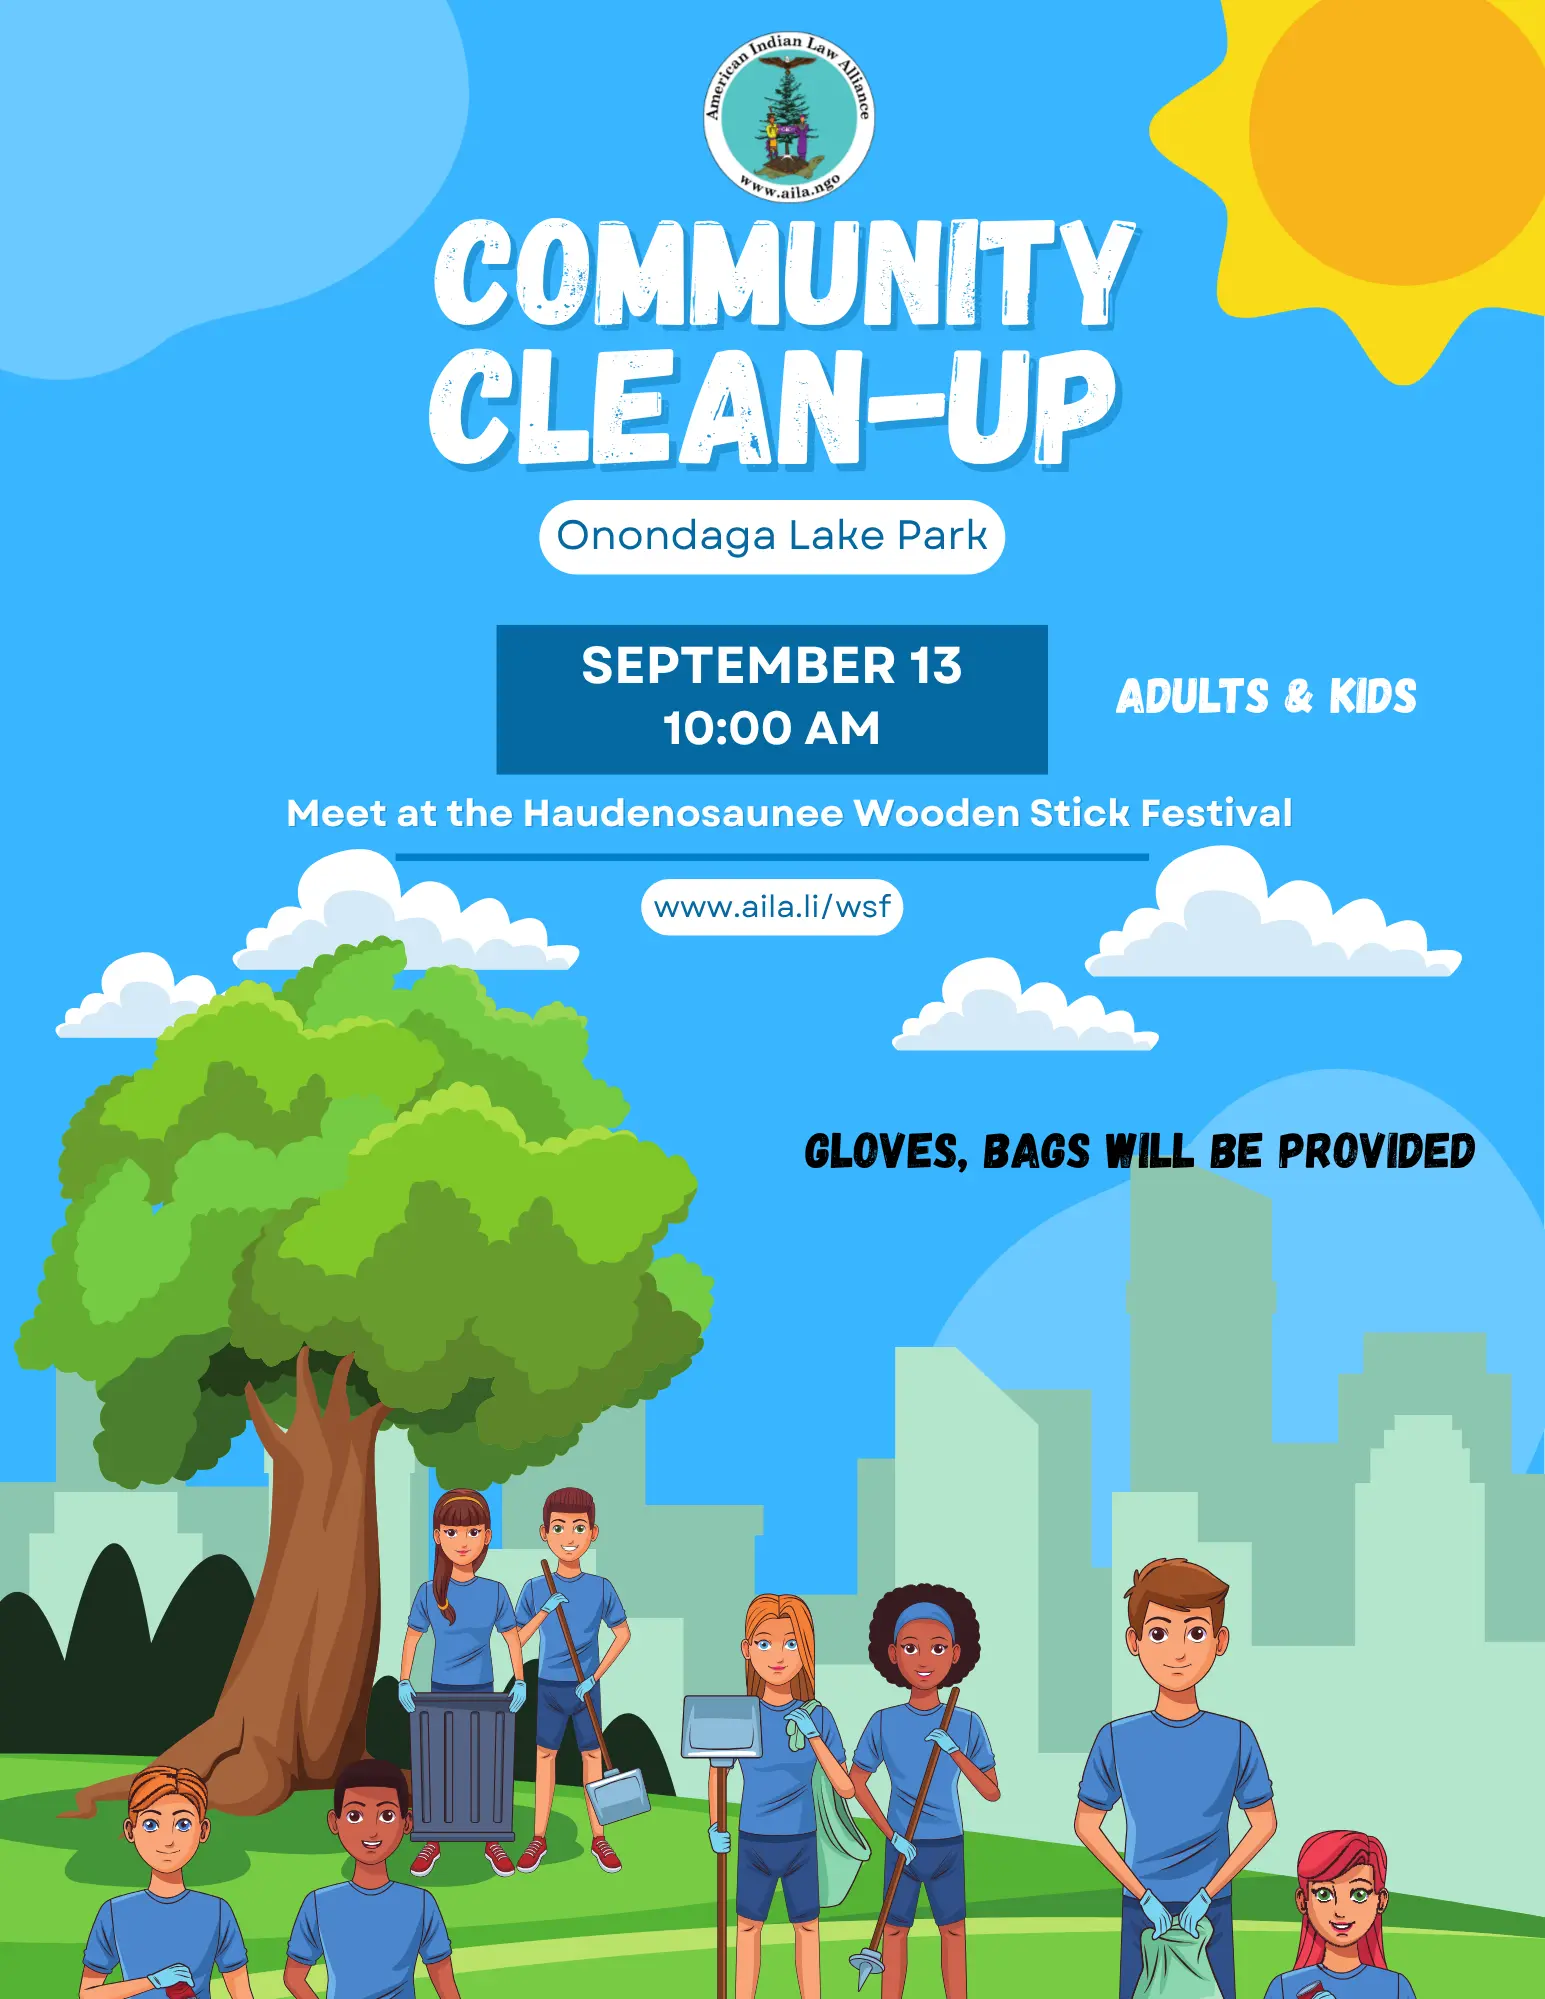 American Indian Law Alliance
www.aila.ngo
COMMUNITY
CLEAN-UP
Onondaga Lake Park
SEPTEMBER 13
10:00 AM
ADULTS & KIDS
Meet at the Haudenosaunee Wooden Stick Festival
www.aila.li/wsf
GLOVES, BAGS WILL BE PROVIDED